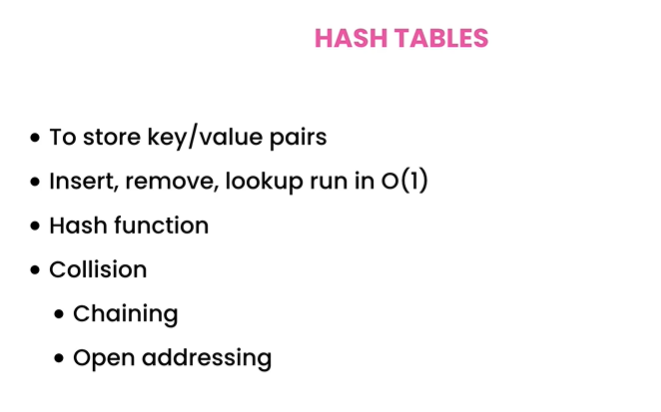 HASH TABLES
• To store key/value pairs
• Insert, remove, lookup run in O(1)
• Hash function
• Collision
• Chaining
• Open addressing